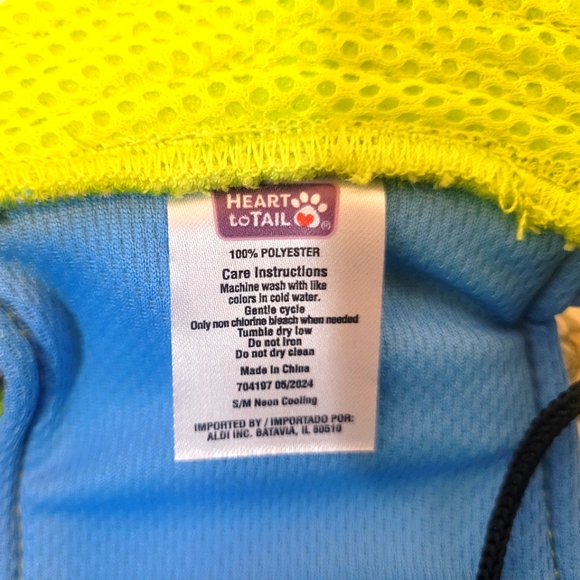 HEART
to TAIL ®
100% POLYESTER
Care Instructions
Machine wash with like
colors in cold water.
Gentle cycle
Only non chlorine bleach when needed
Tumble dry low
Do not Iron
Do not dry clean
Made in China
704197 05/2024
S/M Neon Cooling
IMPORTED BY / IMPORTADO POR:
ALDI INC. BATAVIA, IL 60510